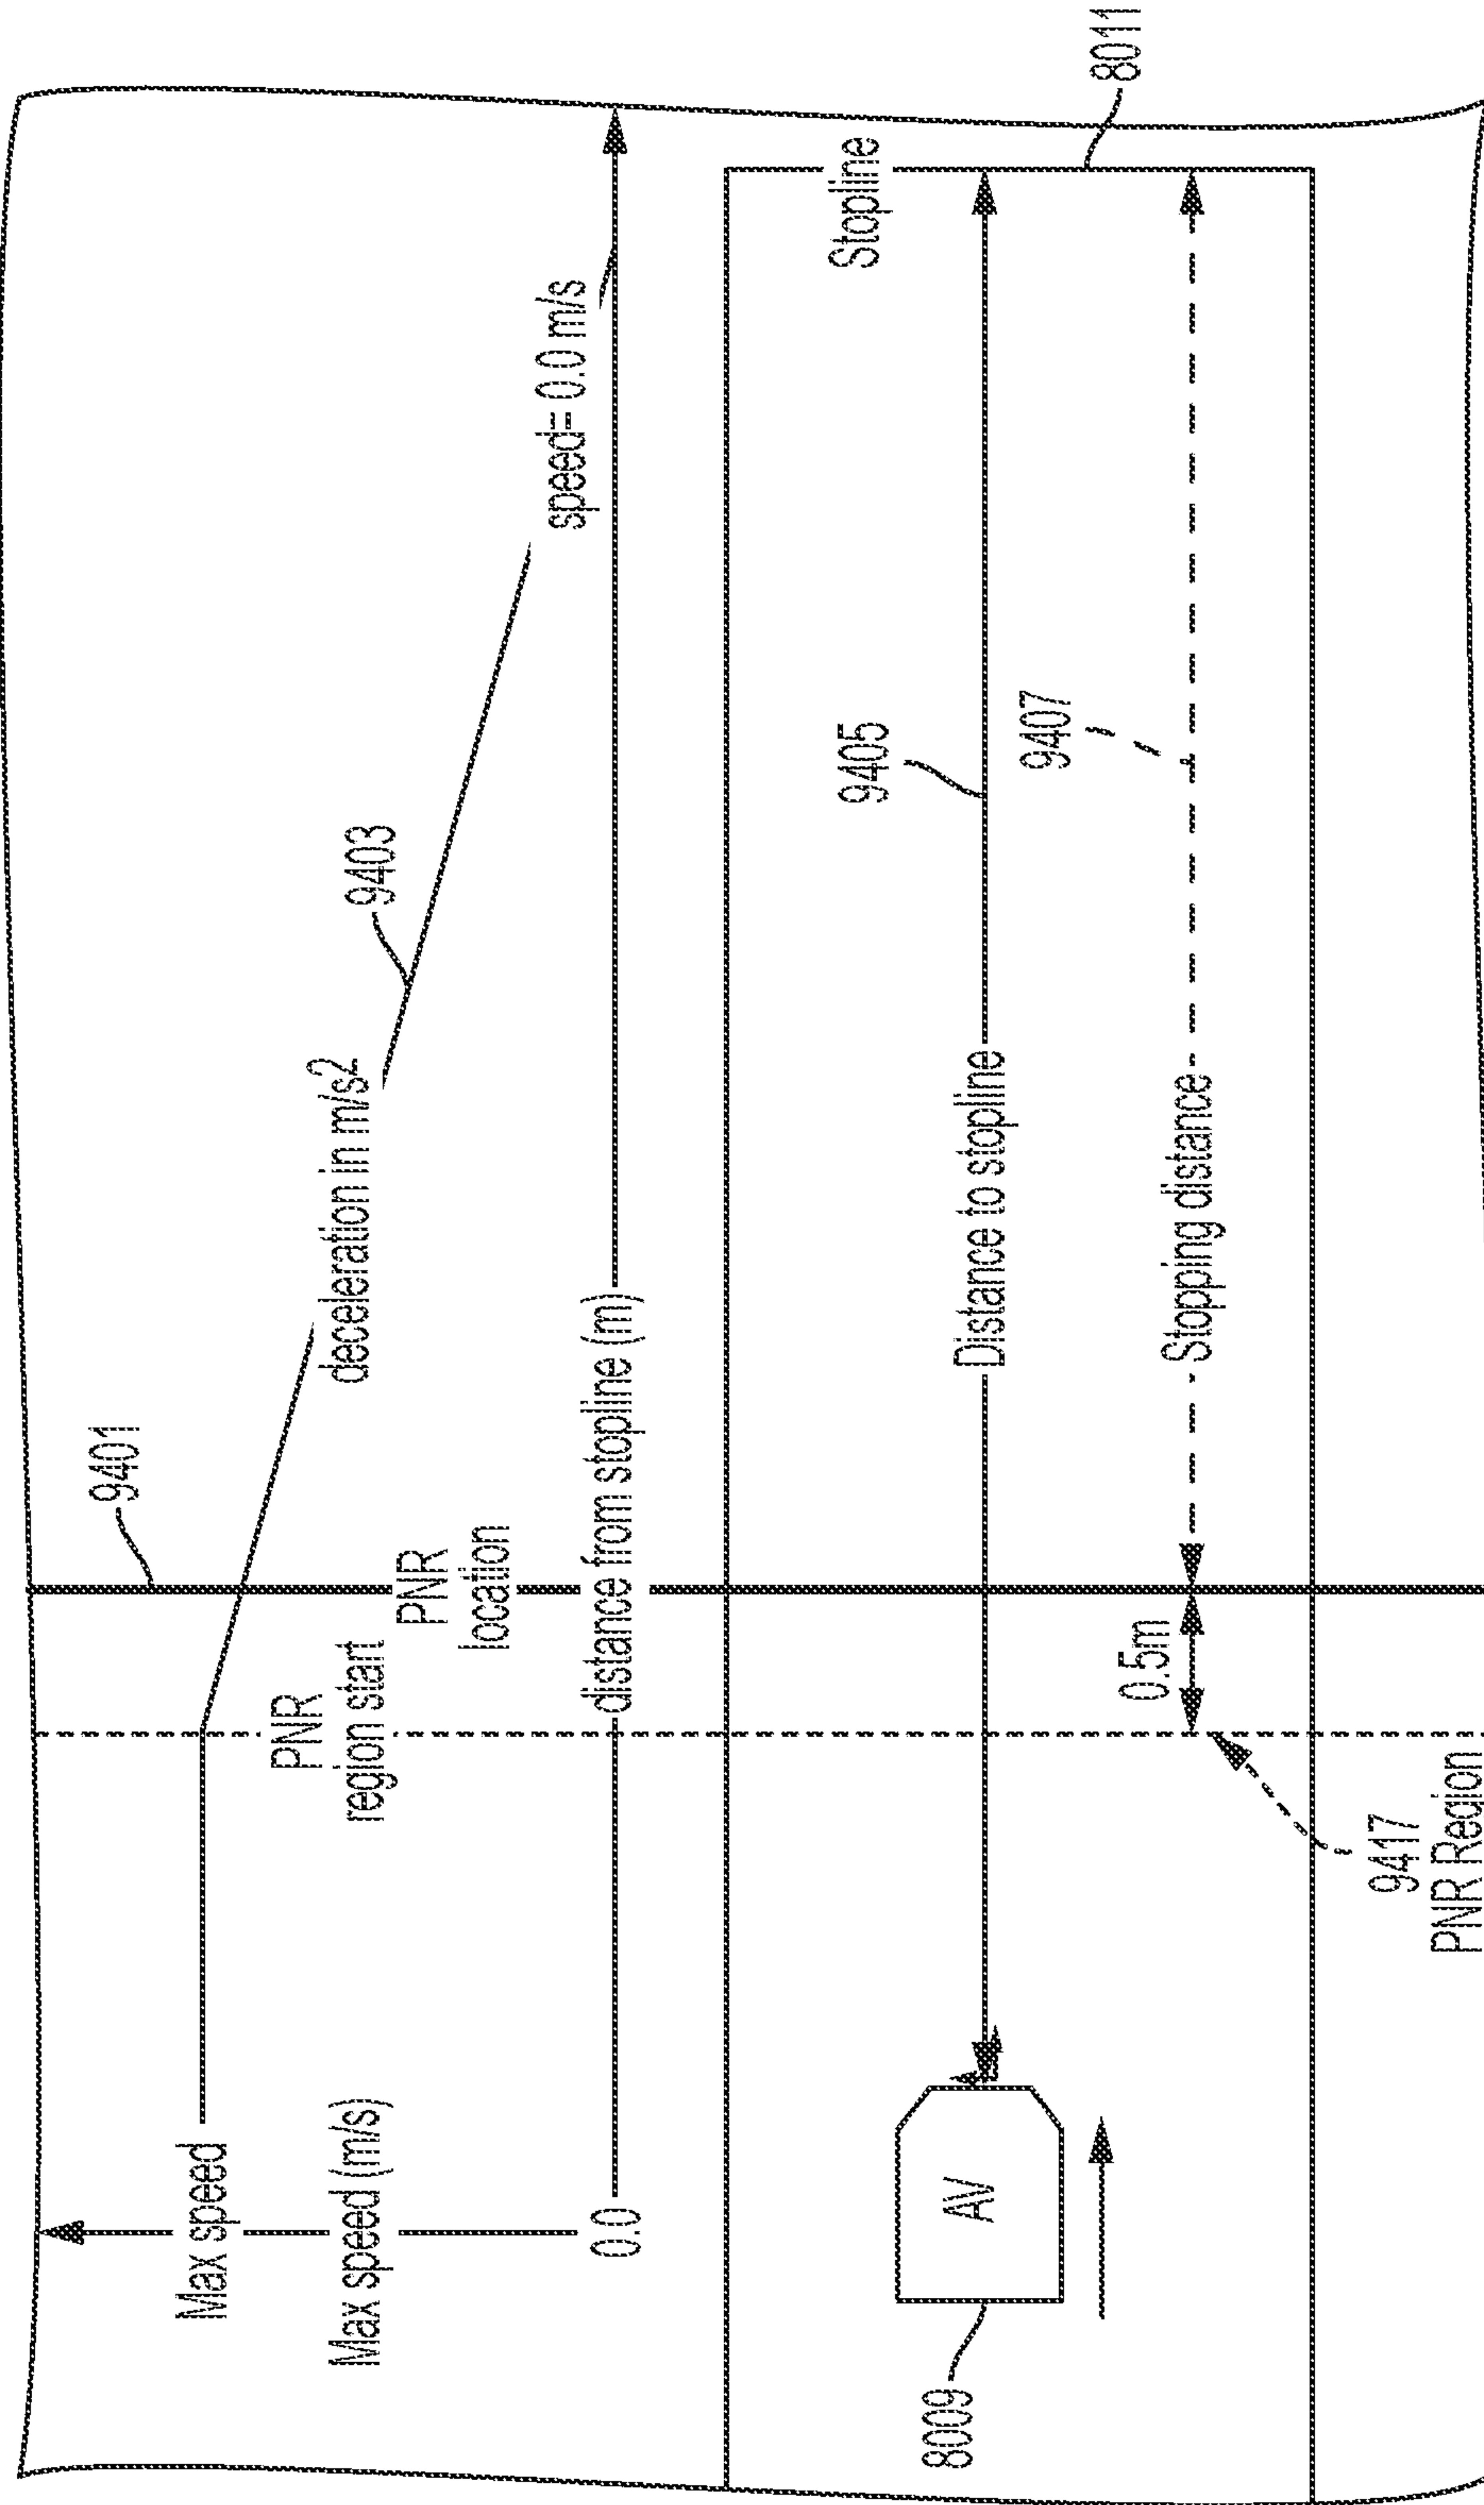 8011
9401
9403
Max speed
PNR
region start
PNR
location
deceleration in m/s2
Max speed (m/s)
speed= 0.0 m/s
0.0
distance from stopline (m)
Stopline
9405
8009
AV
Distance to stopline
9407
0.5m
Stopping distance
9417
PNR Region